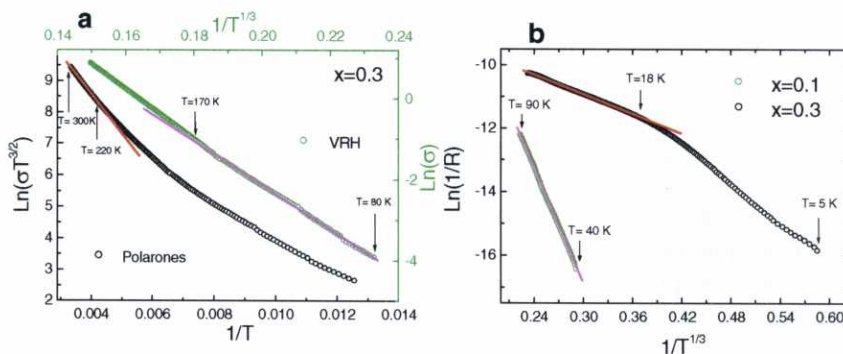 1/T^1/3
0.14 0.16 0.18 0.20 0.22 0.24
a
x=0.3
9
8
7
6
5
4
3
2
Ln(σT^3/2)
T=300K
T= 220 K
T=170 K
VRH
T= 80 K
Polarones
0
-1
-2
-3
-4
Ln(σ)
0.004 0.006 0.008 0.010 0.012 0.014
1/T
b
-10
-12
-14
-16
Ln(1/R)
T=18 K
x=0.1
x=0.3
T= 90 K
T= 40 K
T= 5 K
0.24 0.30 0.36 0.42 0.48 0.54 0.60
1/T^1/3